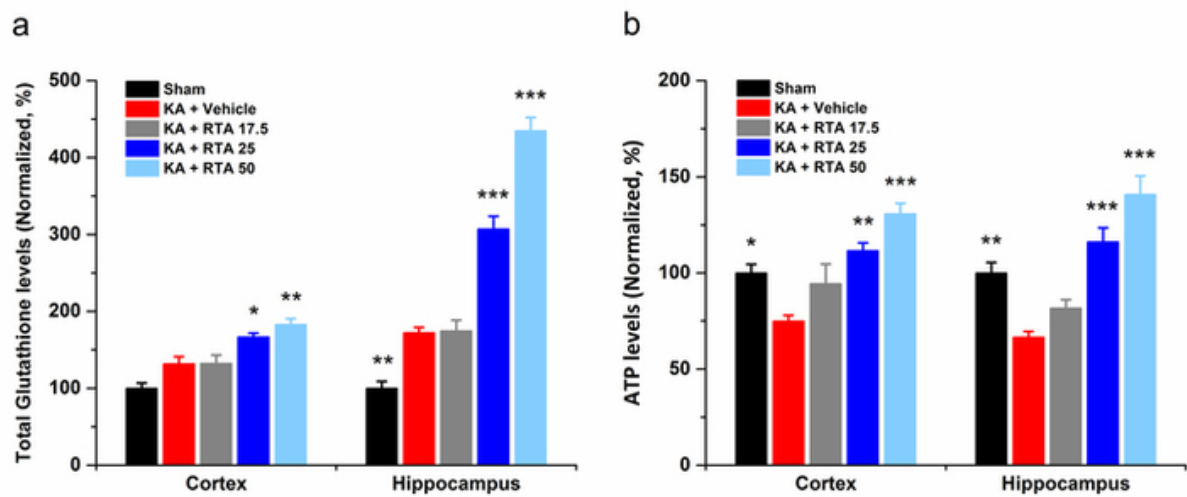 a
Total Glutathione levels (Normalized, %)
500
400
300
200
100
0
Sham
KA + Vehicle
KA + RTA 17.5
KA + RTA 25
KA + RTA 50
* ** ** *** ***
Cortex Hippocampus
b
ATP levels (Normalized, %)
200
150
100
50
0
Sham
KA + Vehicle
KA + RTA 17.5
KA + RTA 25
KA + RTA 50
* ** *** ** *** ***
Cortex Hippocampus